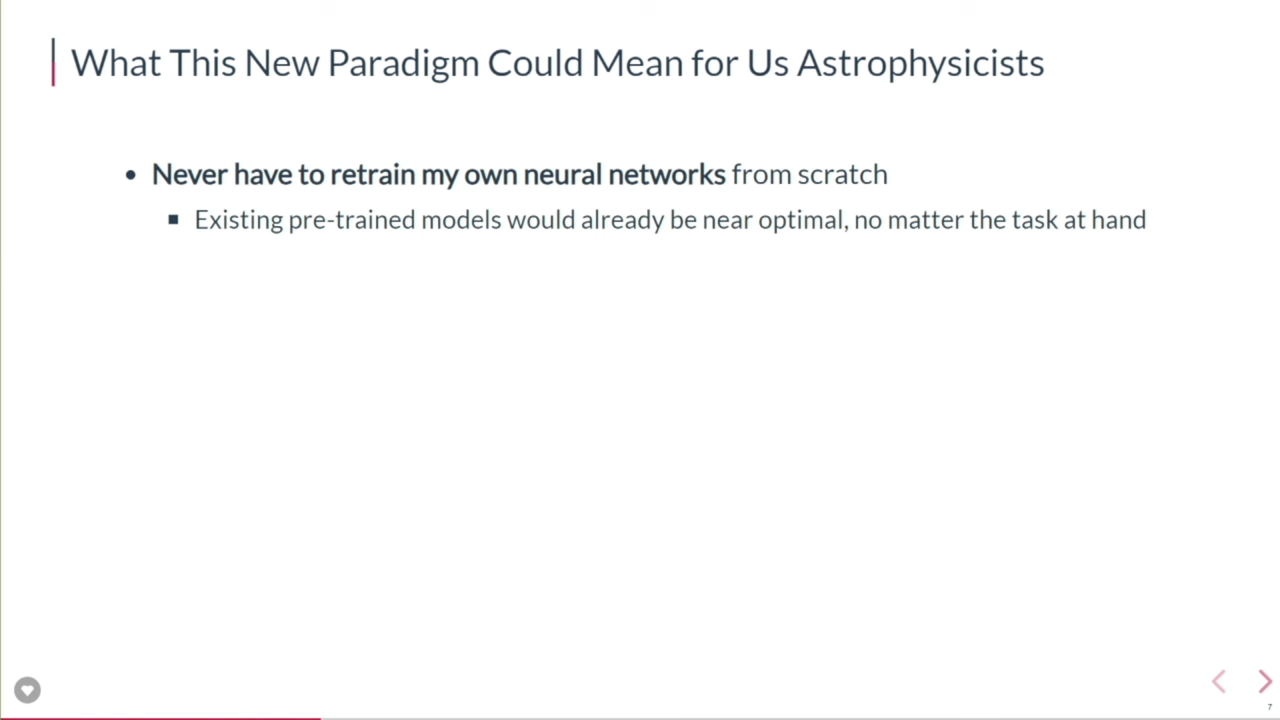 What This New Paradigm Could Mean for Us Astrophysicists
Never have to retrain my own neural networks from scratch
Existing pre-trained models would already be near optimal, no matter the task at hand
7